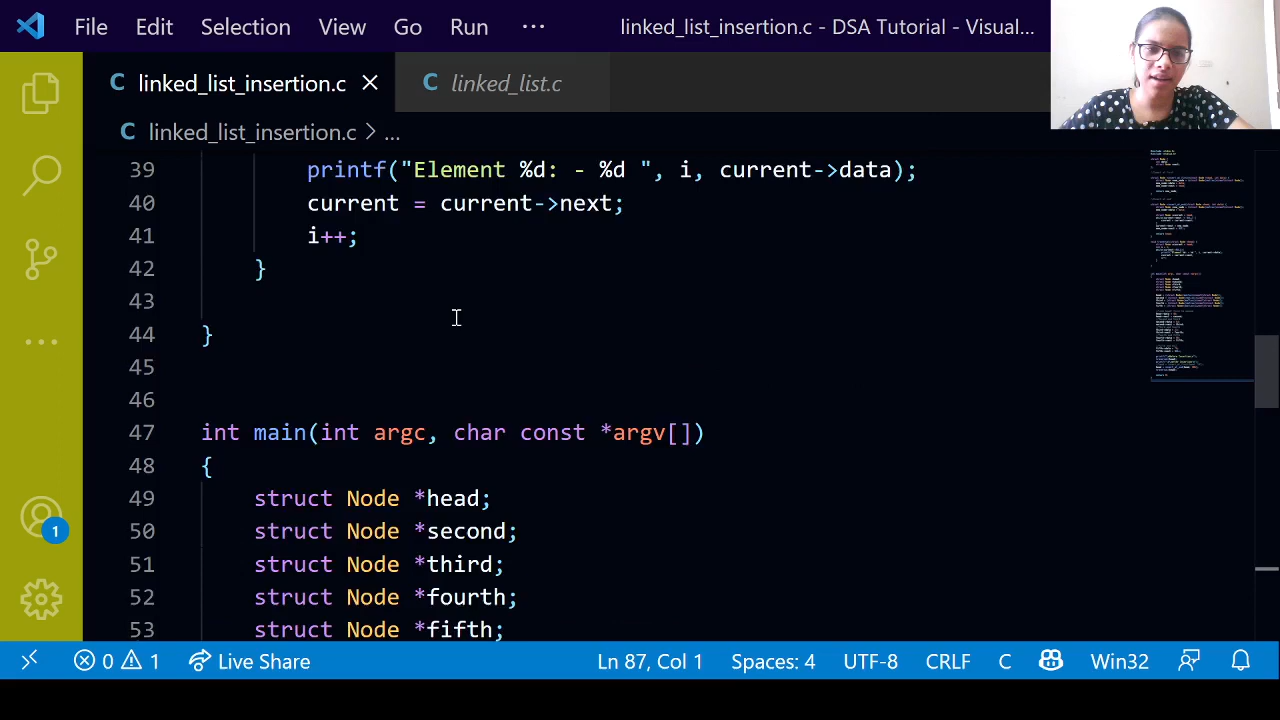 File Edit Selection View Go Run ··· linked_list_insertion.c - DSA Tutorial - Visual...
C linked_list_insertion.c × C linked_list.c
C linked_list_insertion.c > ...
39 printf("Element %d: - %d ", i, current->data);
40 current = current->next;
41 i++;
42 }
43
44 }
45
46
47 int main(int argc, char const *argv[])
48 {
49 struct Node *head;
50 struct Node *second;
51 struct Node *third;
52 struct Node *fourth;
53 struct Node *fifth;
1
0 1 Live Share Ln 87, Col 1 Spaces: 4 UTF-8 CRLF C Win32